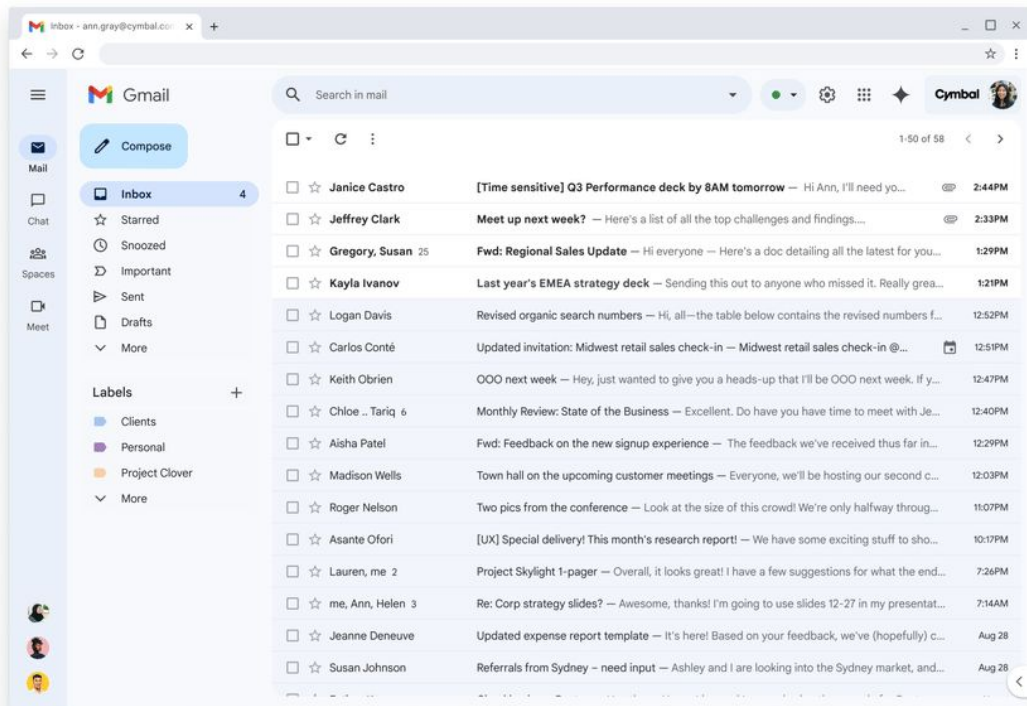 Inbox - ann.gray@cymbal.co
Gmail
Search in mail
Cymbal
Mail
Chat
Spaces
Meet
Compose
Inbox 4
Starred
Snoozed
Important
Sent
Drafts
More
Labels
Clients
Personal
Project Clover
More
1-50 of 58
Janice Castro [Time sensitive] Q3 Performance deck by 8AM tomorrow — Hi Ann, I'll need yo... 2:44PM
Jeffrey Clark Meet up next week? — Here's a list of all the top challenges and findings.... 2:33PM
Gregory, Susan 25 Fwd: Regional Sales Update — Hi everyone — Here's a doc detailing all the latest for you... 1:29PM
Kayla Ivanov Last year's EMEA strategy deck — Sending this out to anyone who missed it. Really grea... 1:21PM
Logan Davis Revised organic search numbers — Hi, all—the table below contains the revised numbers f... 12:52PM
Carlos Conté Updated invitation: Midwest retail sales check-in — Midwest retail sales check-in @... 12:51PM
Keith Obrien OOO next week — Hey, just wanted to give you a heads-up that I'll be OOO next week. If y... 12:47PM
Chloe .. Tariq 6 Monthly Review: State of the Business — Excellent. Do have you have time to meet with Je... 12:40PM
Aisha Patel Fwd: Feedback on the new signup experience — The feedback we've received thus far in... 12:29PM
Madison Wells Town hall on the upcoming customer meetings — Everyone, we'll be hosting our second c... 12:03PM
Roger Nelson Two pics from the conference — Look at the size of this crowd! We're only halfway throug... 11:07PM
Asante Ofori [UX] Special delivery! This month's research report! — We have some exciting stuff to sho... 10:17PM
Lauren, me 2 Project Skylight 1-pager — Overall, it looks great! I have a few suggestions for what the end... 7:26PM
me, Ann, Helen 3 Re: Corp strategy slides? — Awesome, thanks! I'm going to use slides 12-27 in my presentat... 7:14AM
Jeanne Deneuve Updated expense report template — It's here! Based on your feedback, we've (hopefully) c... Aug 28
Susan Johnson Referrals from Sydney – need input — Ashley and I are looking into the Sydney market, and... Aug 28